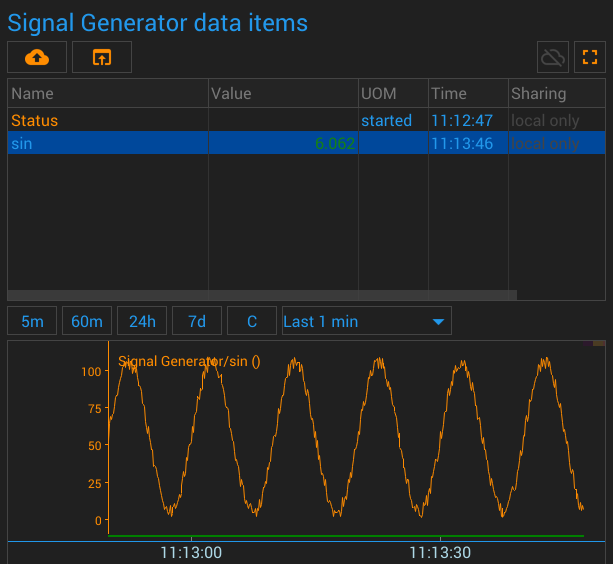 Signal Generator data items
Name Value UOM Time Sharing
Status started 11:12:47 local only
sin 6.062 11:13:46 local only
5m 60m 24h 7d C Last 1 min
Signal Generator/sin ()
100
75
50
25
0
11:13:00 11:13:30